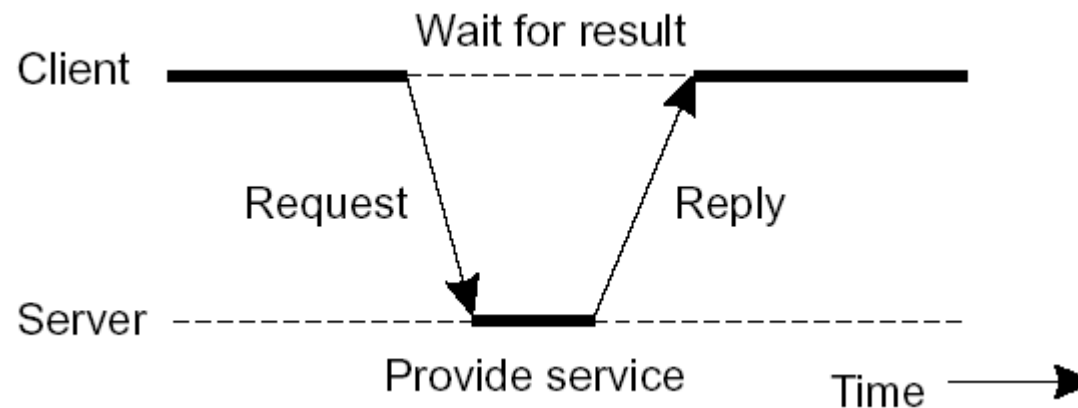 Wait for result
Client
Request
Reply
Server
Provide service
Time